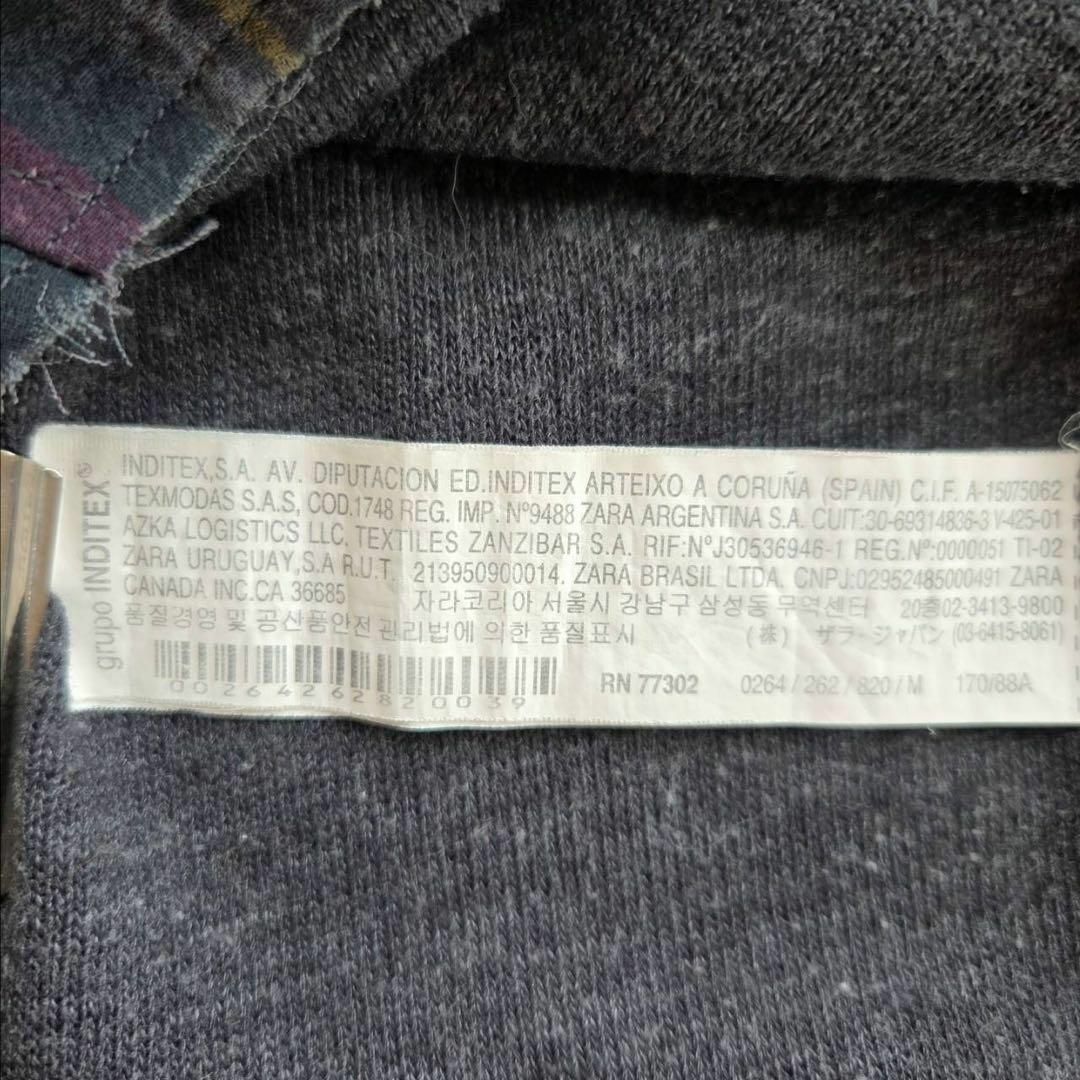 grupo INDITEX®
INDITEX,S.A. AV. DIPUTACION ED.INDITEX ARTEIXO A CORUÑA (SPAIN) C.I.F. A-15075062
TEXMODAS S.A.S, COD.1748 REG. IMP. Nº9488 ZARA ARGENTINA S.A. CUIT:30-69314836-3 V-425-01
AZKA LOGISTICS LLC. TEXTILES ZANZIBAR S.A. RIF:NºJ30536946-1 REG.Nº:0000051 TI-02
ZARA URUGUAY,S.A R.U.T. 213950900014. ZARA BRASIL LTDA. CNPJ:02952485000491 ZARA
CANADA INC.CA 36685 자라코리아 서울시 강남구 삼성동 무역센터 20층02-3413-9800
품질경영 및 공산품안전 관리법에 의한 품질표시 (株) ザラ・ジャパン (03-6415-8061)
00264262820039 RN 77302 0264 / 262 / 820 / M 170/88A